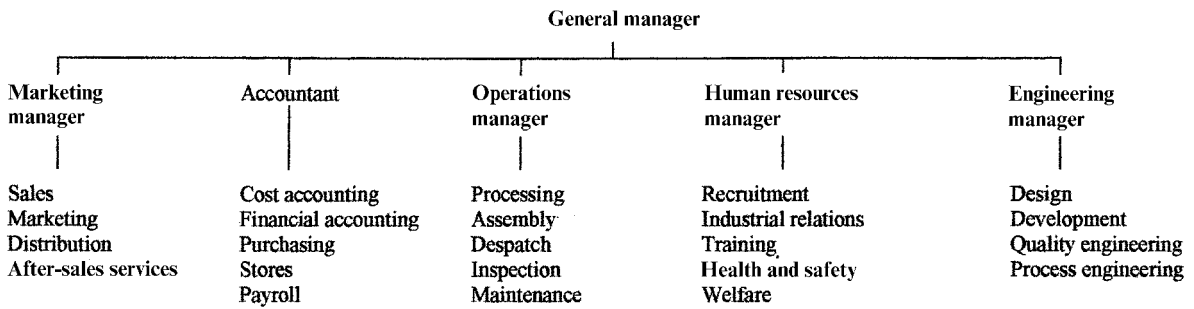 General manager
Marketing
manager
Accountant
Operations
manager
Human resources
manager
Engineering
manager
Sales
Marketing
Distribution
After-sales services
Cost accounting
Financial accounting
Purchasing
Stores
Payroll
Processing
Assembly
Despatch
Inspection
Maintenance
Recruitment
Industrial relations
Training
Health and safety
Welfare
Design
Development
Quality engineering
Process engineering